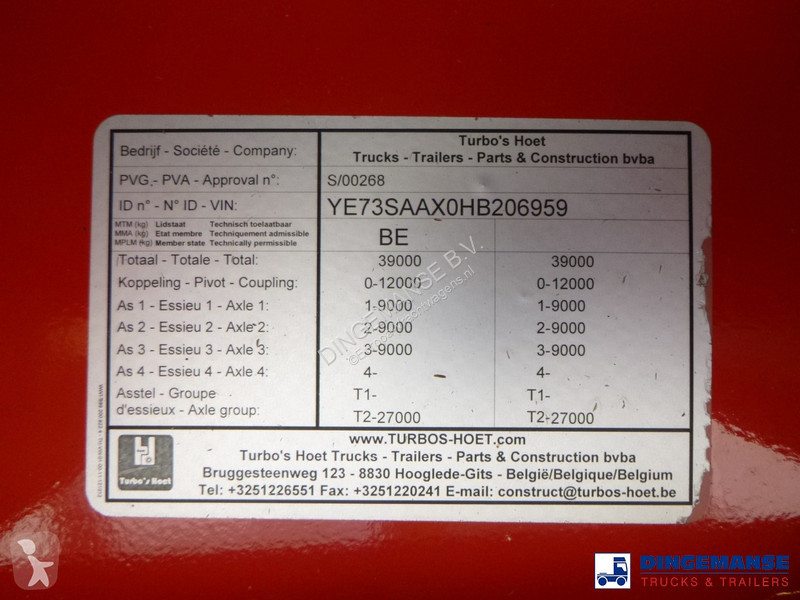 Bedrijf - Société - Company:
Turbo's Hoet
Trucks - Trailers - Parts & Construction bvba
PVG.- PVA - Approval n°:
S/00268
ID n° - N° ID - VIN:
YE73SAAX0HB206959
MTM (kg) Lidstaat Technisch toelaatbaar
MMA (kg) Etat membre Techniquement admissible
MPLM (kg) Member state Technically permissible
BE
Totaal - Totale - Total: 39000 39000
Koppeling - Pivot - Coupling: 0-12000 0-12000
As 1 - Essieu 1 - Axle 1: 1-9000 1-9000
As 2 - Essieu 2 - Axle 2: 2-9000 2-9000
As 3 - Essieu 3 - Axle 3: 3-9000 3-9000
As 4 - Essieu 4 - Axle 4: 4- 4-
Asstel - Groupe T1- T1-
d'essieux - Axle group: T2-27000 T2-27000
www.TURBOS-HOET.com
Turbo's Hoet Trucks - Trailers - Parts & Construction bvba
Bruggesteenweg 123 - 8830 Hooglede-Gits - België/Belgique/Belgium
Tel: +3251226551 Fax: +3251220241 E-mail: construct@turbos-hoet.be
Turbo's Hoet
DINGEMANSE B.V.
DINGEMANSE
TRUCKS & TRAILERS